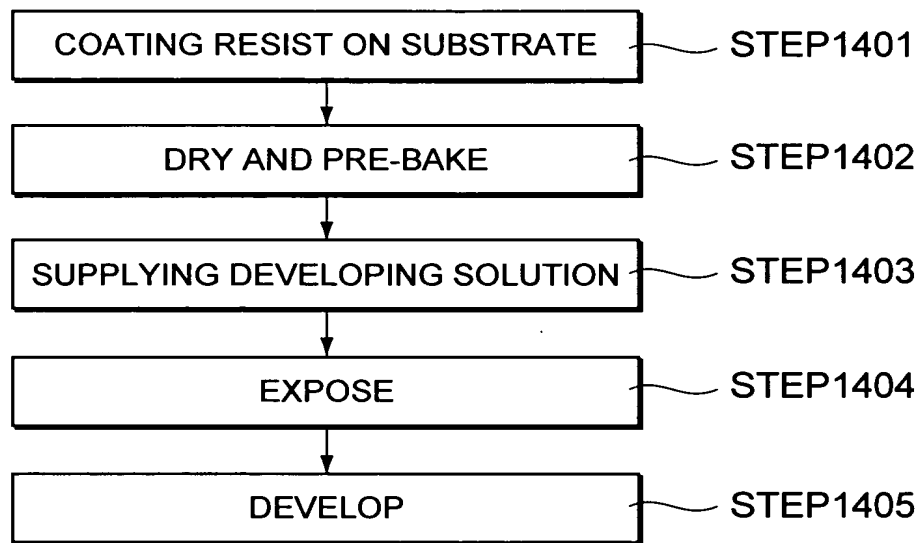 COATING RESIST ON SUBSTRATE STEP1401
DRY AND PRE-BAKE STEP1402
SUPPLYING DEVELOPING SOLUTION STEP1403
EXPOSE STEP1404
DEVELOP STEP1405